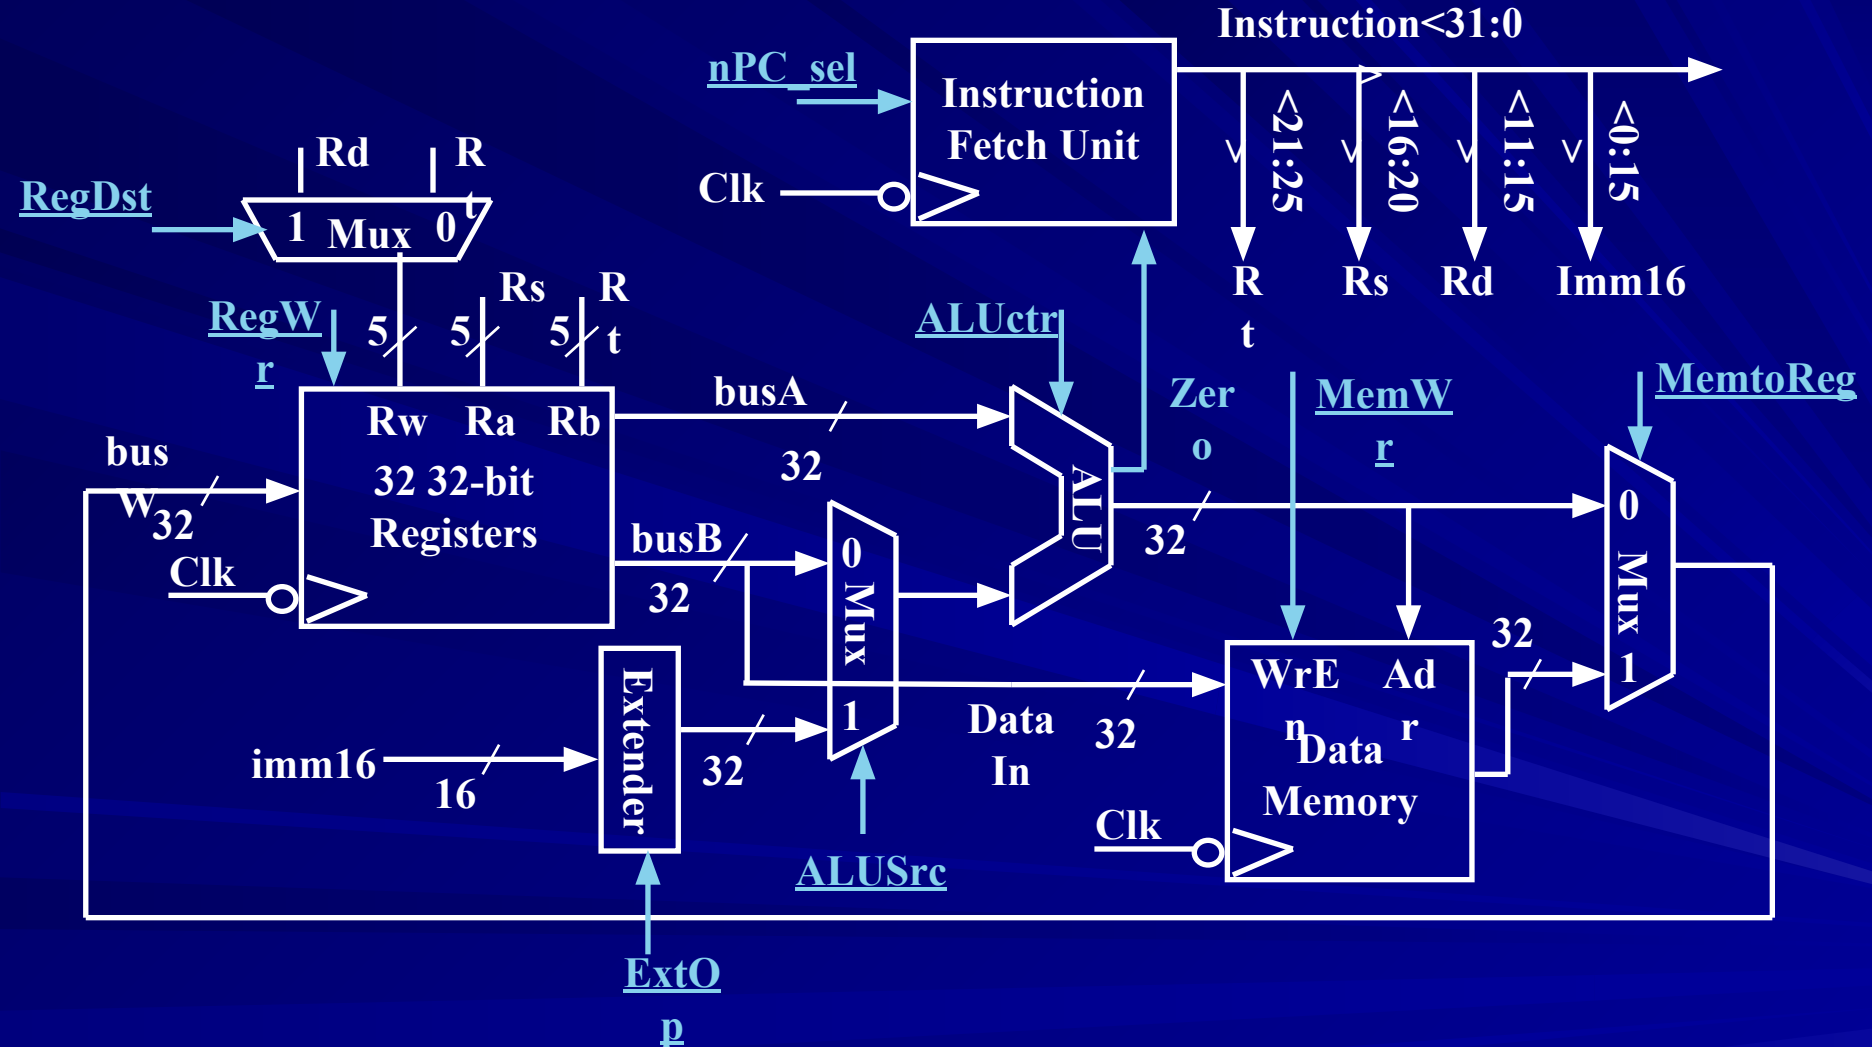 Instruction<31:0
>
nPC_sel
Instruction
Fetch Unit
Clk
<21:25
>
<16:20
>
<11:15
>
<0:15
>
R
t
Rs
Rd
Imm16
Rd
R
t
RegDst
1
Mux
0
RegW
r
5
5
Rs
5
R
t
ALUctr
Zer
o
MemW
r
MemtoReg
Rw
Ra
Rb
32 32-bit
Registers
bus
W
32
Clk
busA
32
busB
32
0
Mux
1
ALU
32
0
Mux
1
32
Extender
imm16
16
32
ALUSrc
ExtO
p
Data
In
32
WrE
n
Ad
r
Data
Memory
Clk